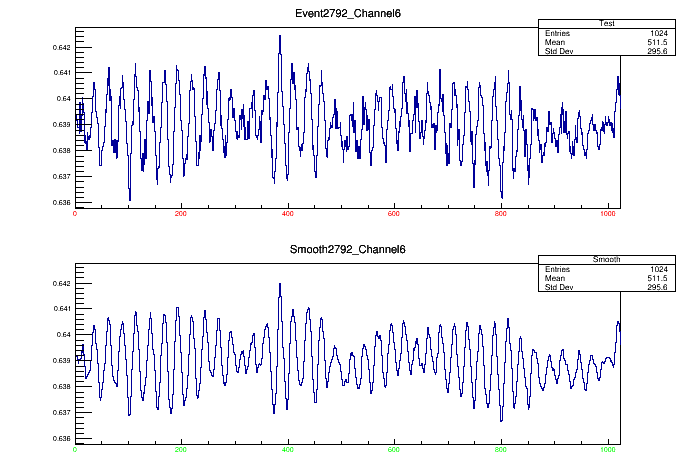 Event2792_Channel6
Test
Entries 1024
Mean 511.5
Std Dev 295.6
0.642
0.641
0.64
0.639
0.638
0.637
0.636
0 200 400 600 800 1000
Smooth2792_Channel6
Smooth
Entries 1024
Mean 511.5
Std Dev 295.6
0.642
0.641
0.64
0.639
0.638
0.637
0.636
0 200 400 600 800 1000